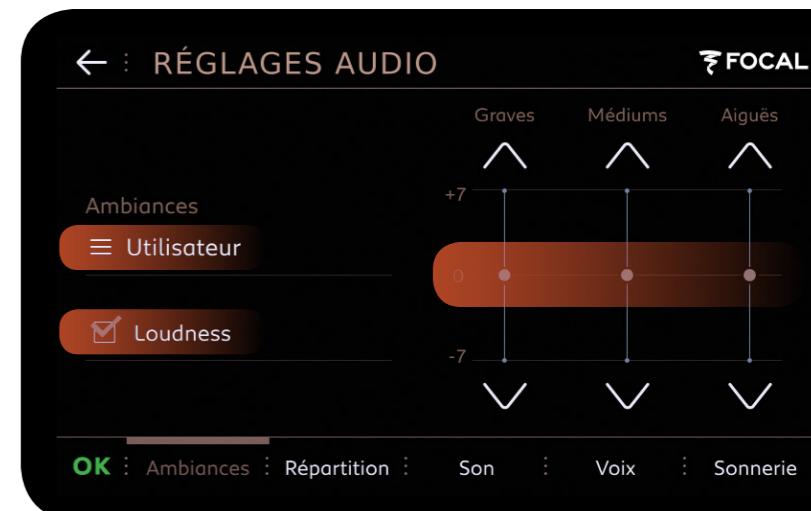 RÉGLAGES AUDIO FOCAL
Graves Médiums Aiguës
+7
Ambiances
Utilisateur
0
Loudness
-7
OK Ambiances Répartition Son Voix Sonnerie